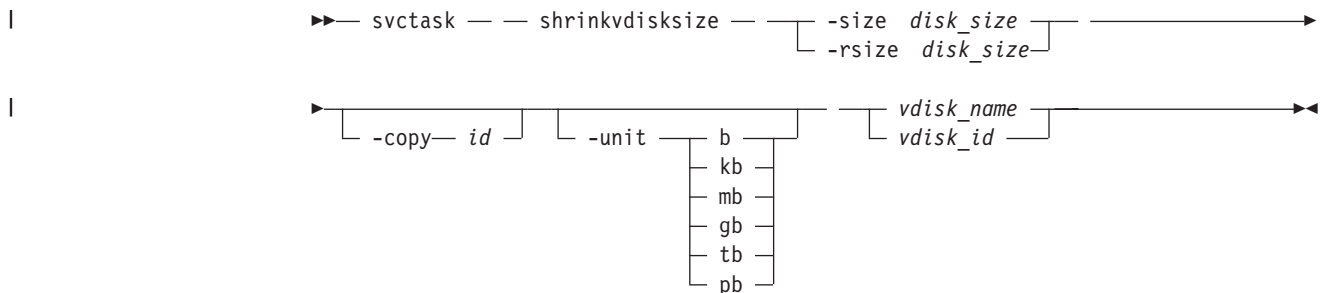 | ►►── svctask ── ── shrinkvdisksize ── ── -size disk_size ── ──►
-rsize disk_size
| ►── ── vdisk_name ──►◄
-copy── id -unit b vdisk_id
kb
mb
gb
tb
pb